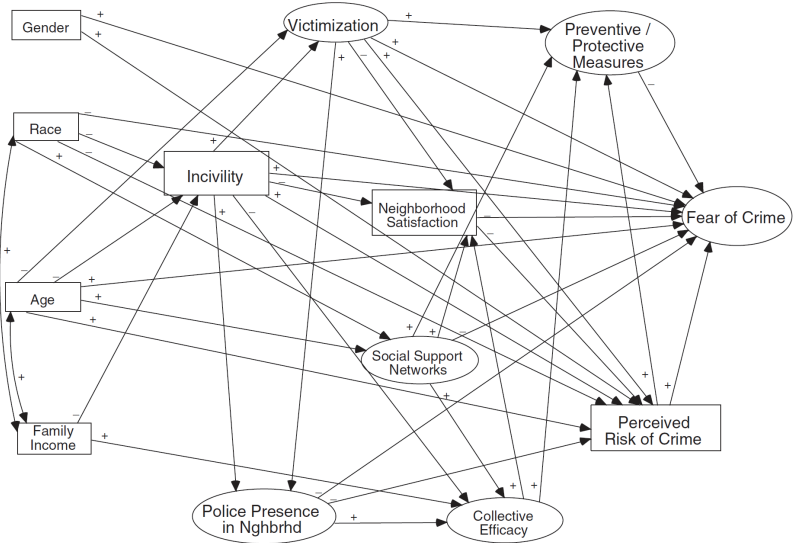 Gender
Victimization
Preventive /
Protective
Measures
Race
Incivility
Neighborhood
Satisfaction
Fear of Crime
Age
Social Support
Networks
Family
Income
Perceived
Risk of Crime
Police Presence
in Nghbrhd
Collective
Efficacy